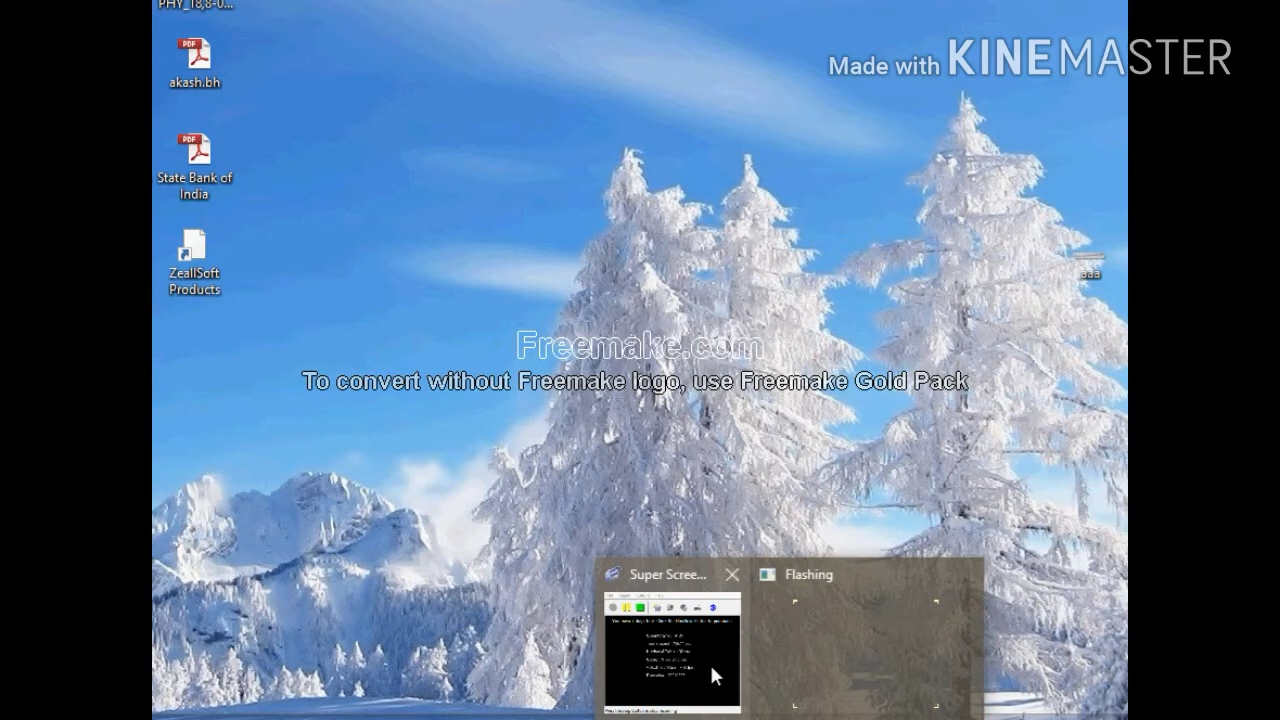 PHY_18,8-0...
akash.bh
State Bank of
India
ZeallSoft
Products
Made with KINEMASTER
aaa
Freemake.com
To convert without Freemake logo, use Freemake Gold Pack
Super Scree...
Flashing